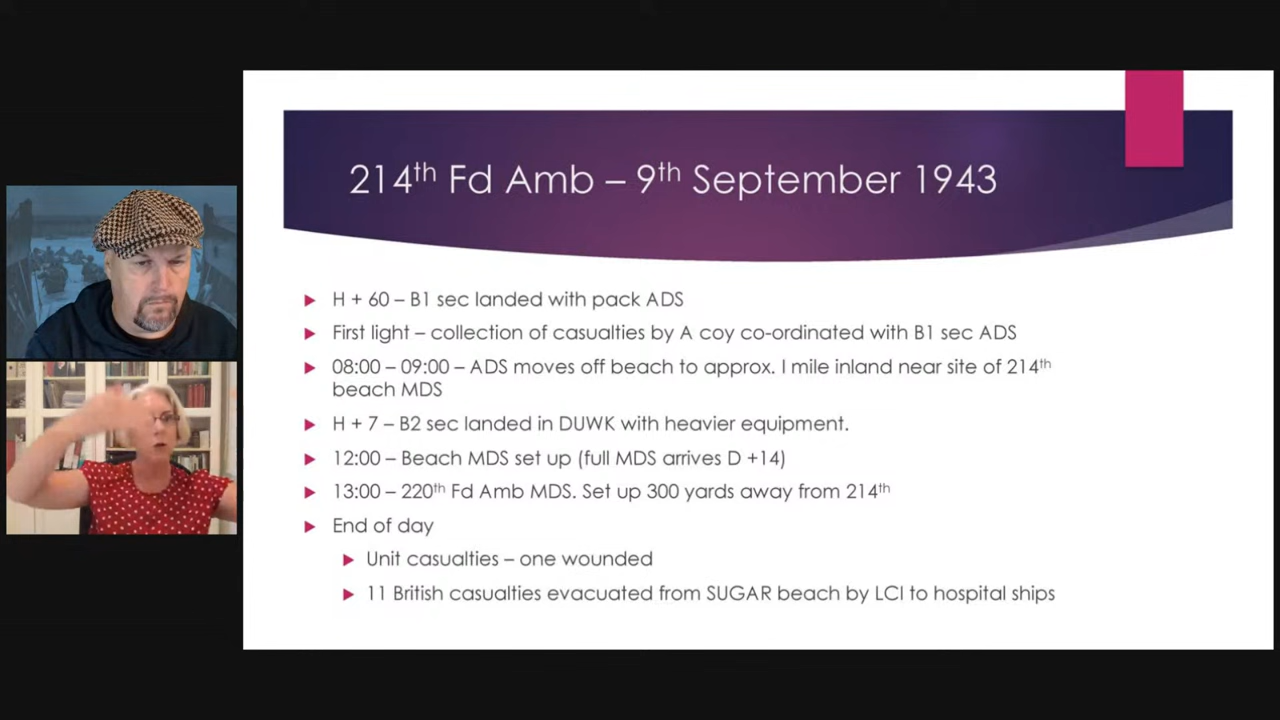 214th Fd Amb – 9th September 1943
H + 60 – B1 sec landed with pack ADS
First light – collection of casualties by A coy co-ordinated with B1 sec ADS
08:00 – 09:00 – ADS moves off beach to approx. I mile inland near site of 214th
beach MDS
H + 7 – B2 sec landed in DUWK with heavier equipment.
12:00 – Beach MDS set up (full MDS arrives D +14)
13:00 – 220th Fd Amb MDS. Set up 300 yards away from 214th
End of day
Unit casualties – one wounded
11 British casualties evacuated from SUGAR beach by LCI to hospital ships